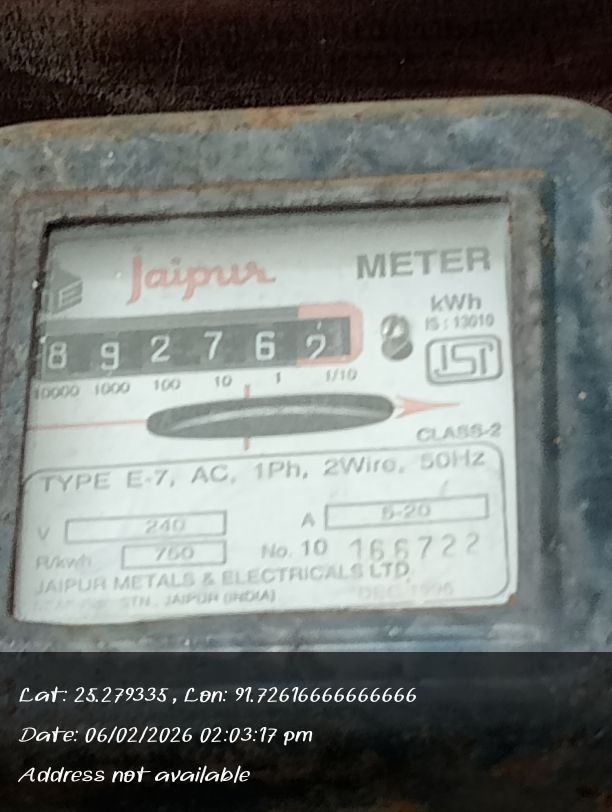 Jaipur METER
kWh
IS : 13010
8 9 2 7 6 2
10000 1000 100 10 1 1/10
CLASS-2
TYPE E-7, AC, 1Ph, 2Wire, 50Hz
V 240 A 5-20
R/kwh 750 No. 10 166722
JAIPUR METALS & ELECTRICALS LTD.
STN., JAIPUR (INDIA)
Lat: 25.279335 , Lon: 91.72616666666666
Date: 06/02/2026 02:03:17 pm
Address not available